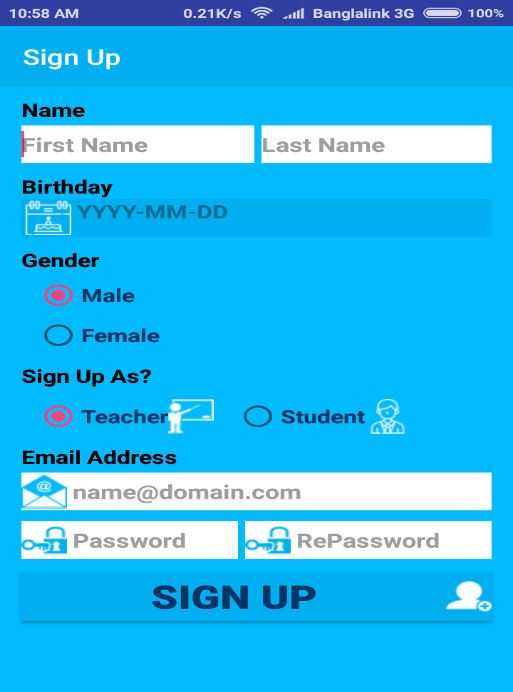 10:58 AM 0.21K/s Banglalink 3G 100%
Sign Up
Name
First Name Last Name
Birthday
YYYY-MM-DD
Gender
Male
Female
Sign Up As?
Teacher Student
Email Address
@ name@domain.com
Password RePassword
SIGN UP